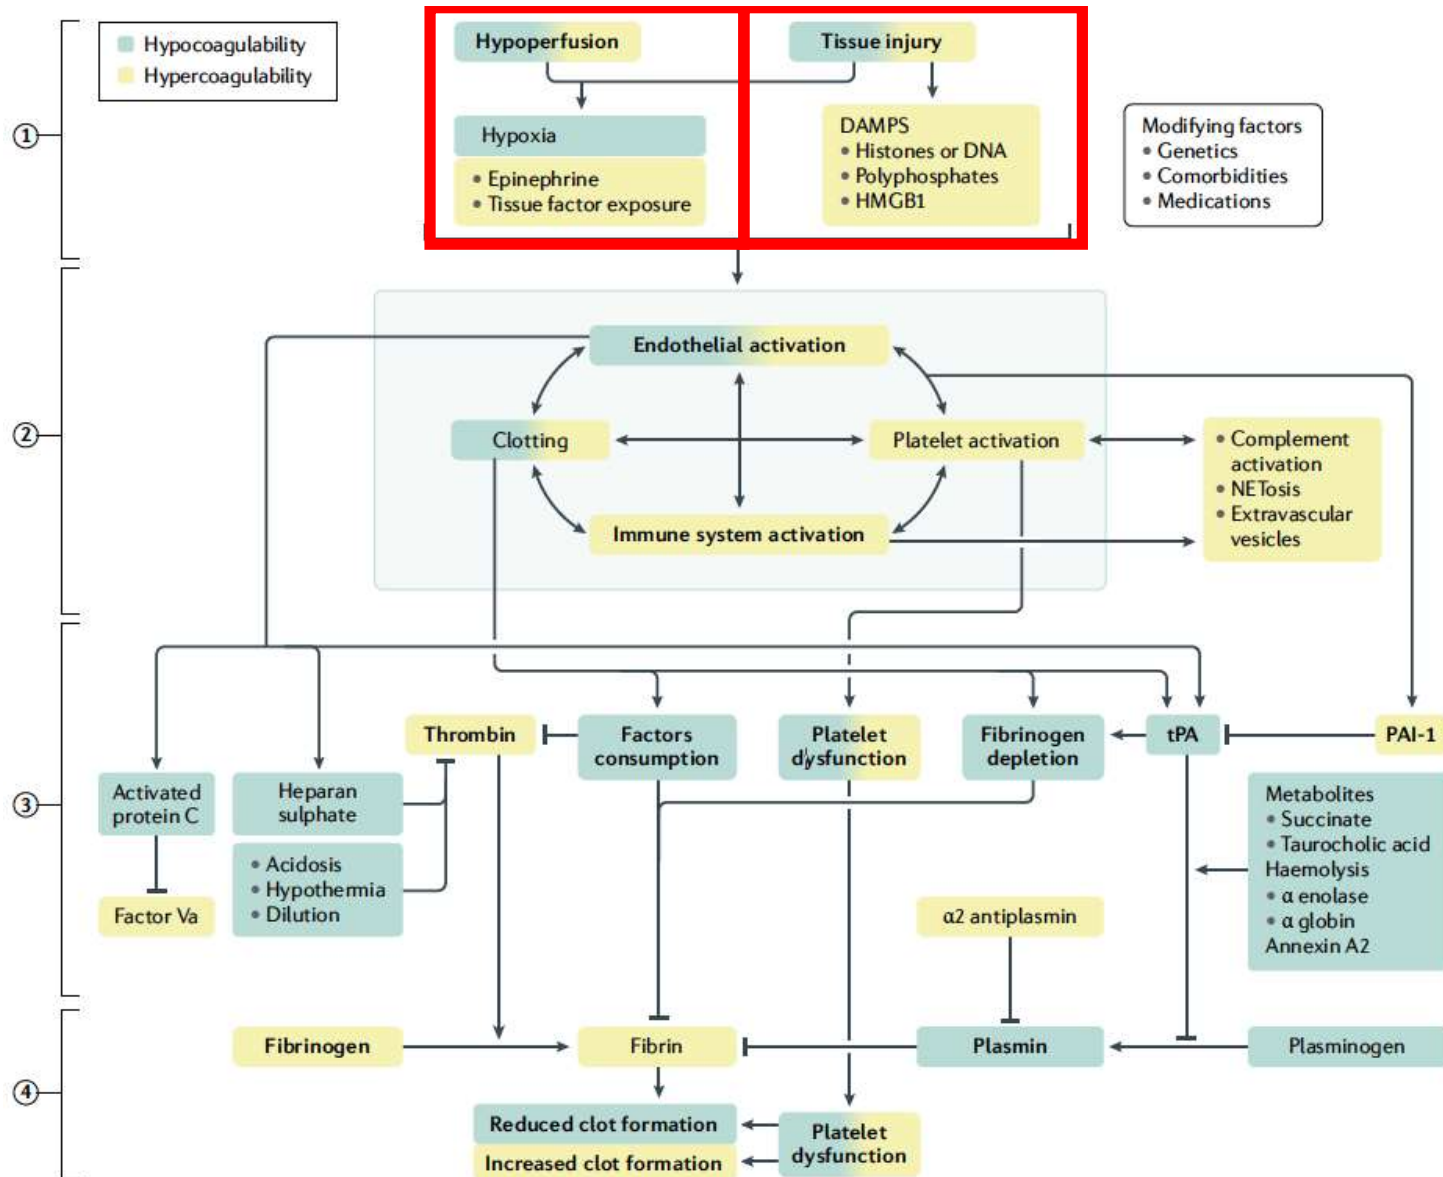 Hypocoagulability
Hypercoagulability
Hypoperfusion
Tissue injury
1
Hypoxia
• Epinephrine
• Tissue factor exposure
DAMPS
• Histones or DNA
• Polyphosphates
• HMGB1
Modifying factors
• Genetics
• Comorbidities
• Medications
2
Endothelial activation
Clotting
Platelet activation
Immune system activation
• Complement
activation
• NETosis
• Extravascular
vesicles
3
Thrombin
Factors
consumption
Platelet
dysfunction
Fibrinogen
depletion
tPA
PAI-1
Activated
protein C
Heparan
sulphate
• Acidosis
• Hypothermia
• Dilution
Factor Va
α2 antiplasmin
Metabolites
• Succinate
• Taurocholic acid
Haemolysis
• α enolase
• α globin
Annexin A2
4
Fibrinogen
Fibrin
Plasmin
Plasminogen
Reduced clot formation
Increased clot formation
Platelet
dysfunction